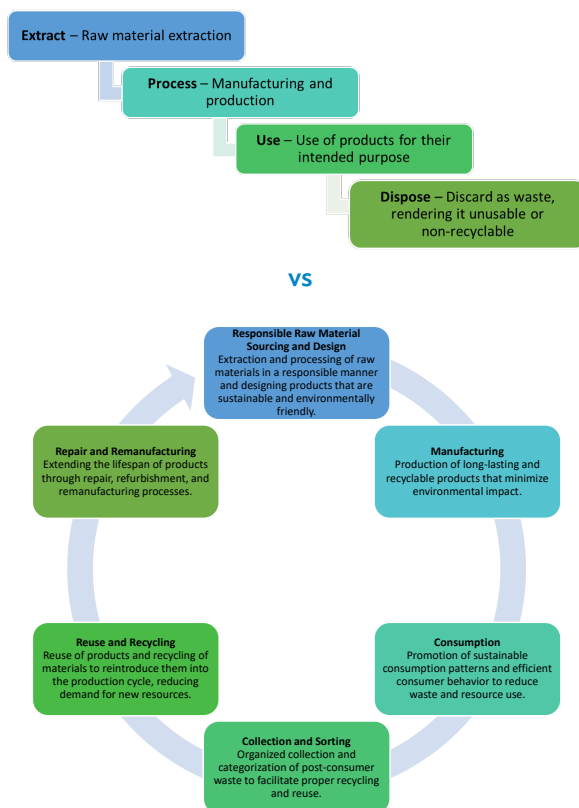 Extract – Raw material extraction
Process – Manufacturing and
production
Use – Use of products for their
intended purpose
Dispose – Discard as waste,
rendering it unusable or
non-recyclable
vs
Responsible Raw Material
Sourcing and Design
Extraction and processing of raw
materials in a responsible manner
and designing products that are
sustainable and environmentally
friendly.
Manufacturing
Production of long-lasting and
recyclable products that minimize
environmental impact.
Consumption
Promotion of sustainable
consumption patterns and efficient
consumer behavior to reduce
waste and resource use.
Collection and Sorting
Organized collection and
categorization of post-consumer
waste to facilitate proper recycling
and reuse.
Reuse and Recycling
Reuse of products and recycling of
materials to reintroduce them into
the production cycle, reducing
demand for new resources.
Repair and Remanufacturing
Extending the lifespan of products
through repair, refurbishment, and
remanufacturing processes.